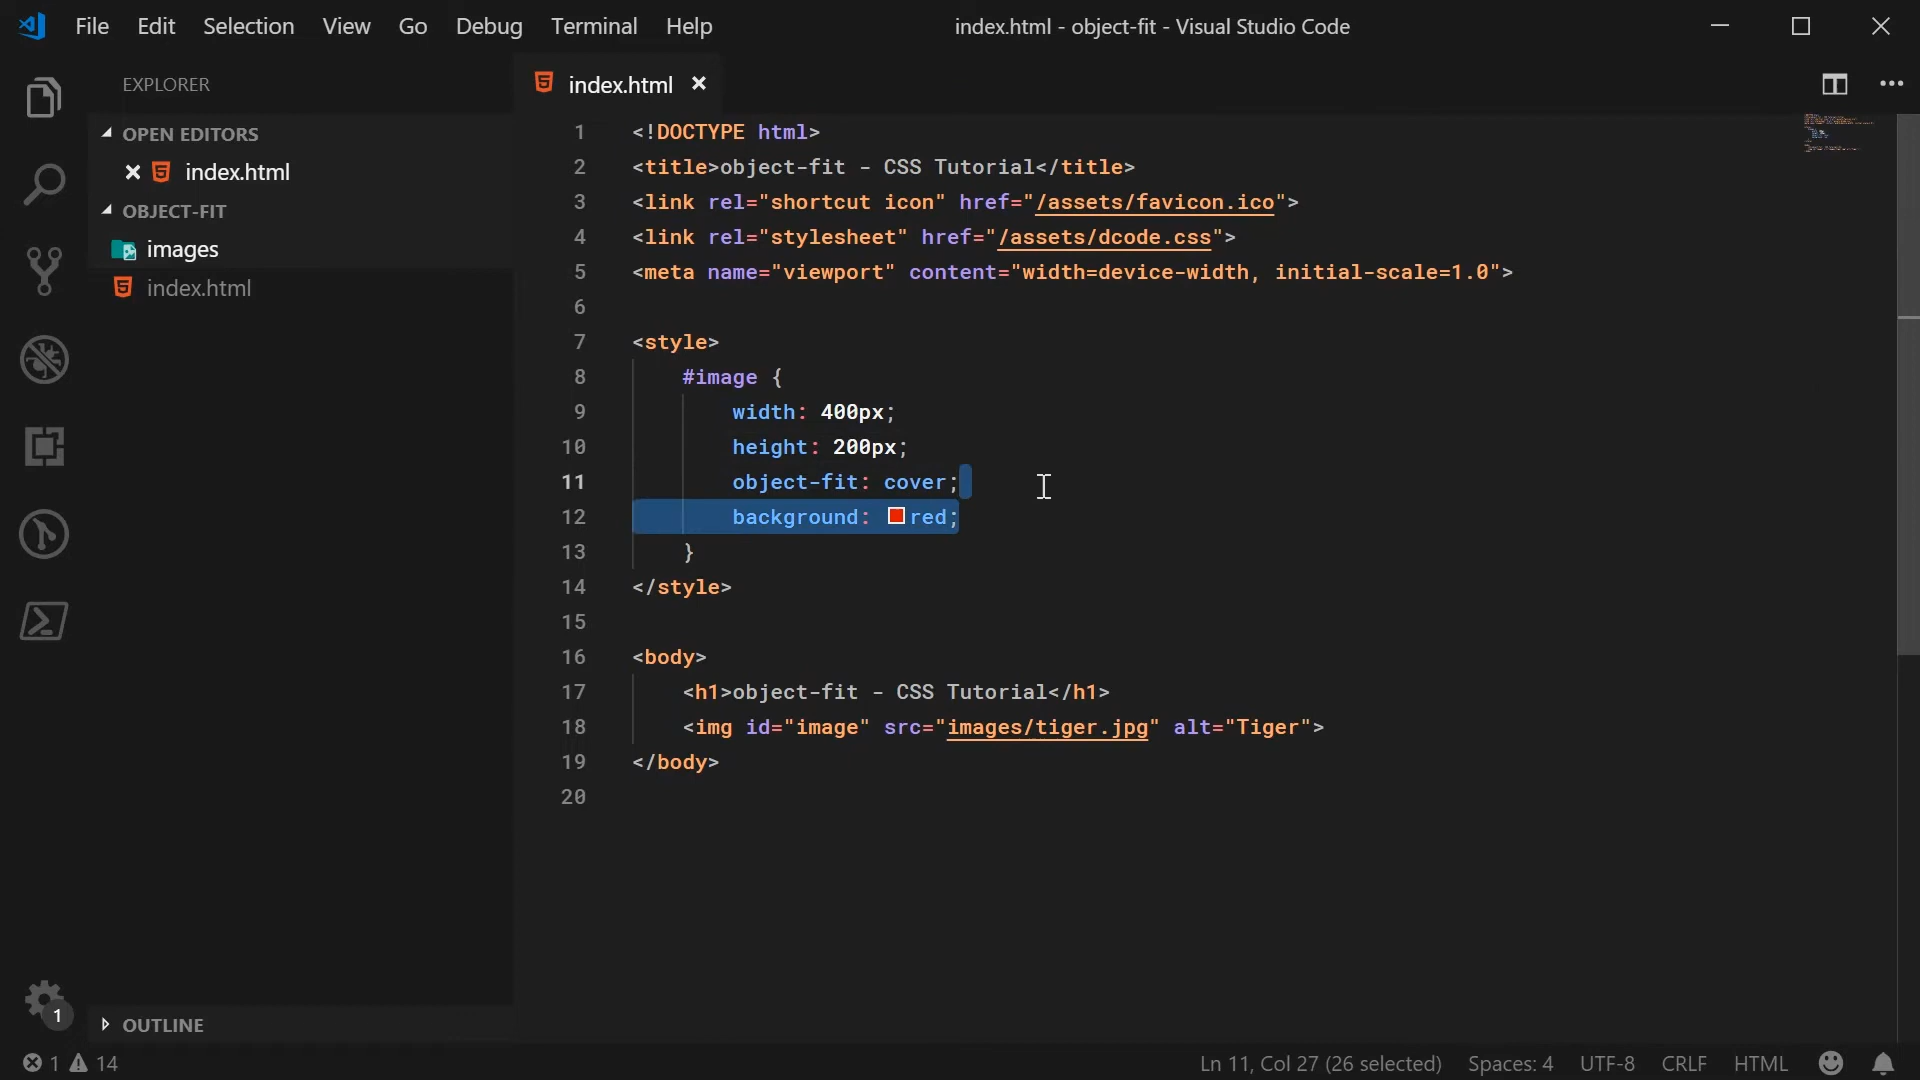 File Edit Selection View Go Debug Terminal Help
index.html - object-fit - Visual Studio Code
EXPLORER
OPEN EDITORS
index.html
OBJECT-FIT
images
index.html
OUTLINE
index.html
1 <!DOCTYPE html>
2 <title>object-fit - CSS Tutorial</title>
3 <link rel="shortcut icon" href="/assets/favicon.ico">
4 <link rel="stylesheet" href="/assets/dcode.css">
5 <meta name="viewport" content="width=device-width, initial-scale=1.0">
6
7 <style>
8 #image {
9 width: 400px;
10 height: 200px;
11 object-fit: cover;
12 background: red;
13 }
14 </style>
15
16 <body>
17 <h1>object-fit - CSS Tutorial</h1>
18 <img id="image" src="images/tiger.jpg" alt="Tiger">
19 </body>
20
1
1 14
Ln 11, Col 27 (26 selected) Spaces: 4 UTF-8 CRLF HTML